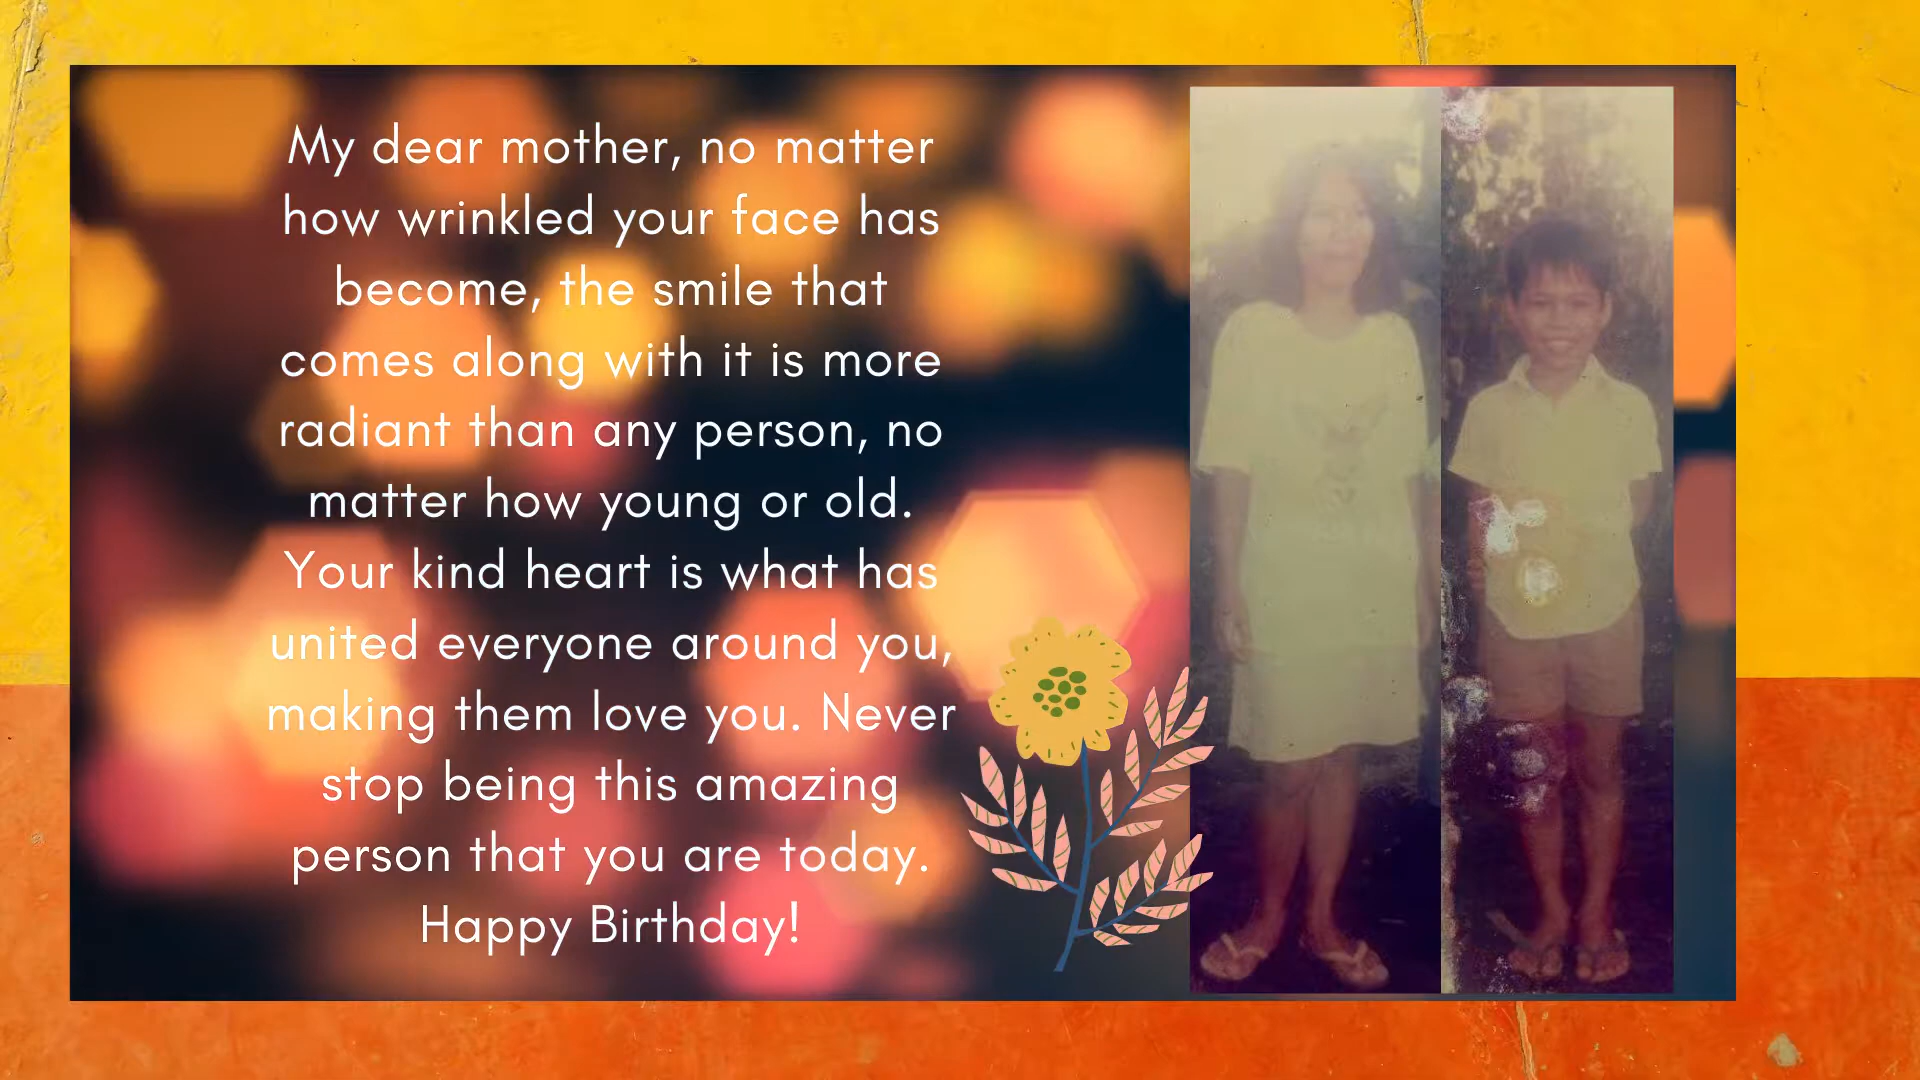 My dear mother, no matter
how wrinkled your face has
become, the smile that
comes along with it is more
radiant than any person, no
matter how young or old.
Your kind heart is what has
united everyone around you,
making them love you. Never
stop being this amazing
person that you are today.
Happy Birthday!